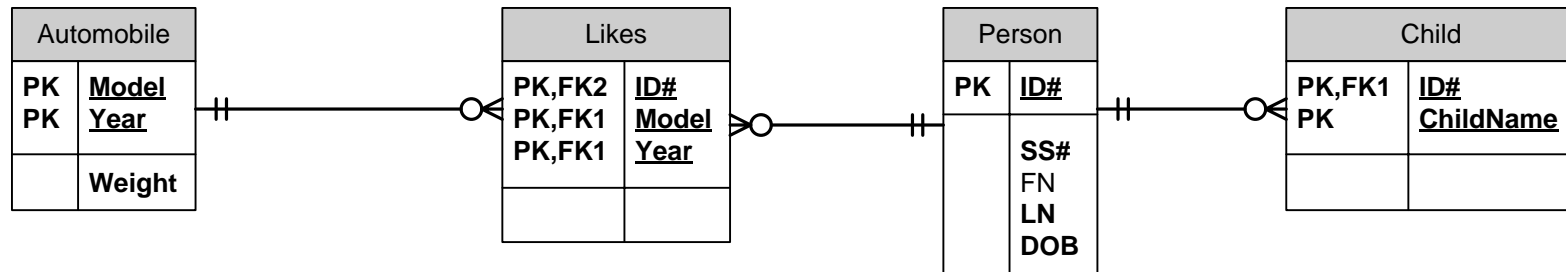 Automobile
PK Model
PK Year
Weight
Likes
PK,FK2 ID#
PK,FK1 Model
PK,FK1 Year
Person
PK ID#
SS#
FN
LN
DOB
Child
PK,FK1 ID#
PK ChildName